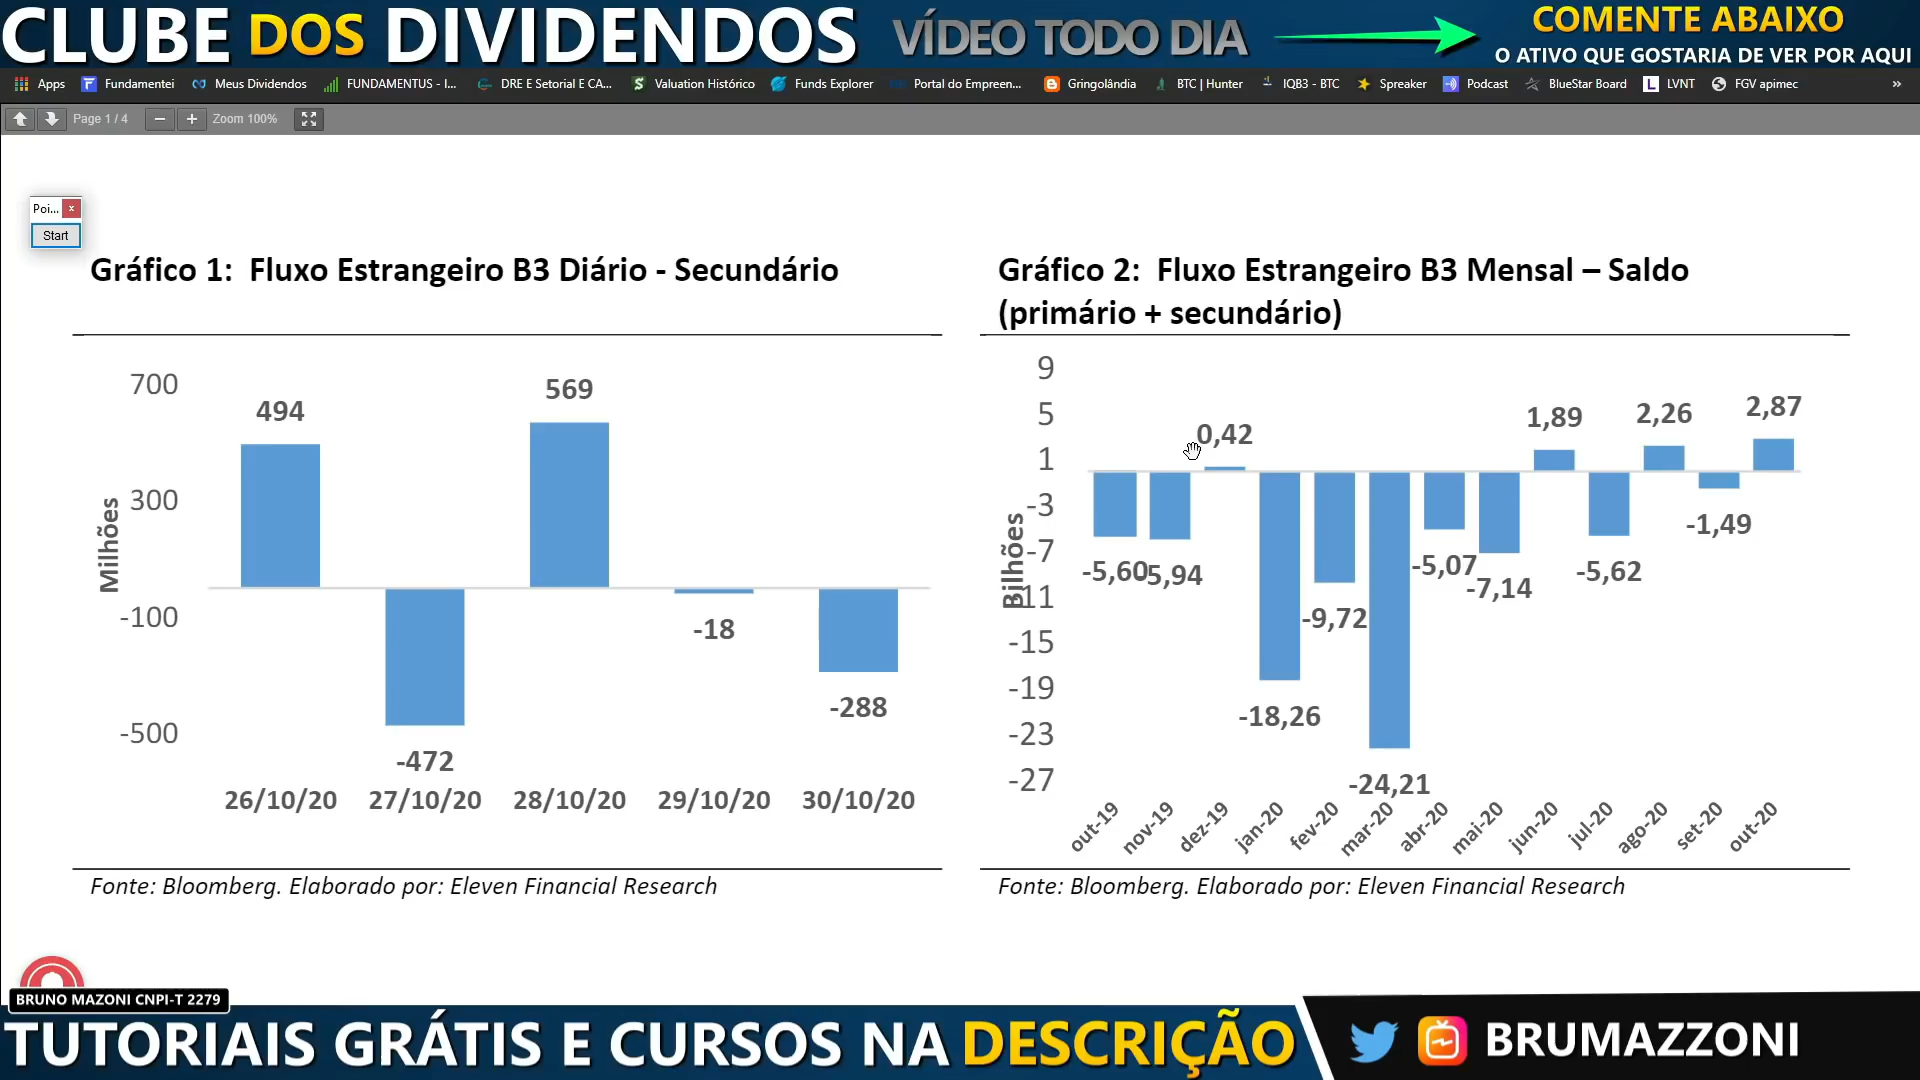 CLUBE DOS DIVIDENDOS
VÍDEO TODO DIA
COMENTE ABAIXO
O ATIVO QUE GOSTARIA DE VER POR AQUI
Apps
Fundamentei
Meus Dividendos
FUNDAMENTUS - I...
DRE E Setorial E CA...
Valuation Histórico
Funds Explorer
Portal do Empreen...
Gringolândia
BTC | Hunter
IQB3 - BTC
Spreaker
Podcast
BlueStar Board
LVNT
FGV apimec
»
Page 1 / 4
Zoom 100%
Poi...
Start
Gráfico 1: Fluxo Estrangeiro B3 Diário - Secundário
Milhões
700
300
-100
-500
494
-472
569
-18
-288
26/10/20
27/10/20
28/10/20
29/10/20
30/10/20
Fonte: Bloomberg. Elaborado por: Eleven Financial Research
Gráfico 2: Fluxo Estrangeiro B3 Mensal – Saldo
(primário + secundário)
Bilhões
9
5
1
-3
-7
-11
-15
-19
-23
-27
-5,60
-5,94
0,42
-18,26
-9,72
-24,21
-5,07
-7,14
1,89
-5,62
2,26
-1,49
2,87
out-19
nov-19
dez-19
jan-20
fev-20
mar-20
abr-20
mai-20
jun-20
jul-20
ago-20
set-20
out-20
Fonte: Bloomberg. Elaborado por: Eleven Financial Research
BRUNO MAZONI CNPI-T 2279
TUTORIAIS GRÁTIS E CURSOS NA DESCRIÇÃO
BRUMAZZONI